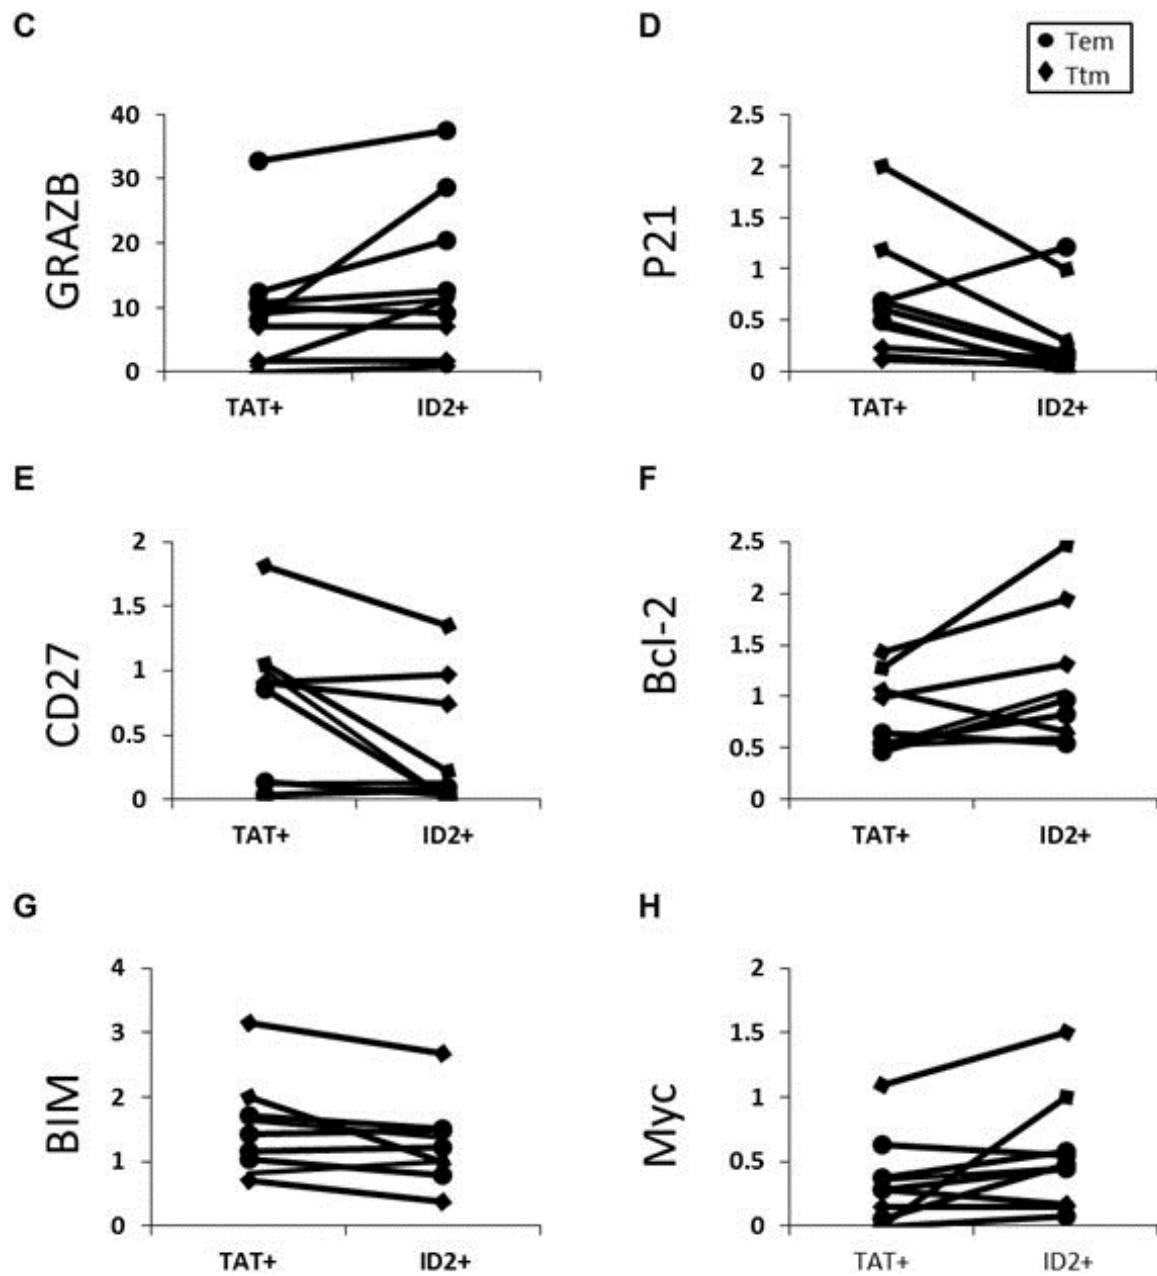 C
D
Tem
Ttm
GRAZB
40
30
20
10
0
TAT+
ID2+
P21
2.5
2
1.5
1
0.5
0
TAT+
ID2+
E
F
CD27
2
1.5
1
0.5
0
TAT+
ID2+
Bcl-2
2.5
2
1.5
1
0.5
0
TAT+
ID2+
G
H
BIM
4
3
2
1
0
TAT+
ID2+
Myc
2
1.5
1
0.5
0
TAT+
ID2+